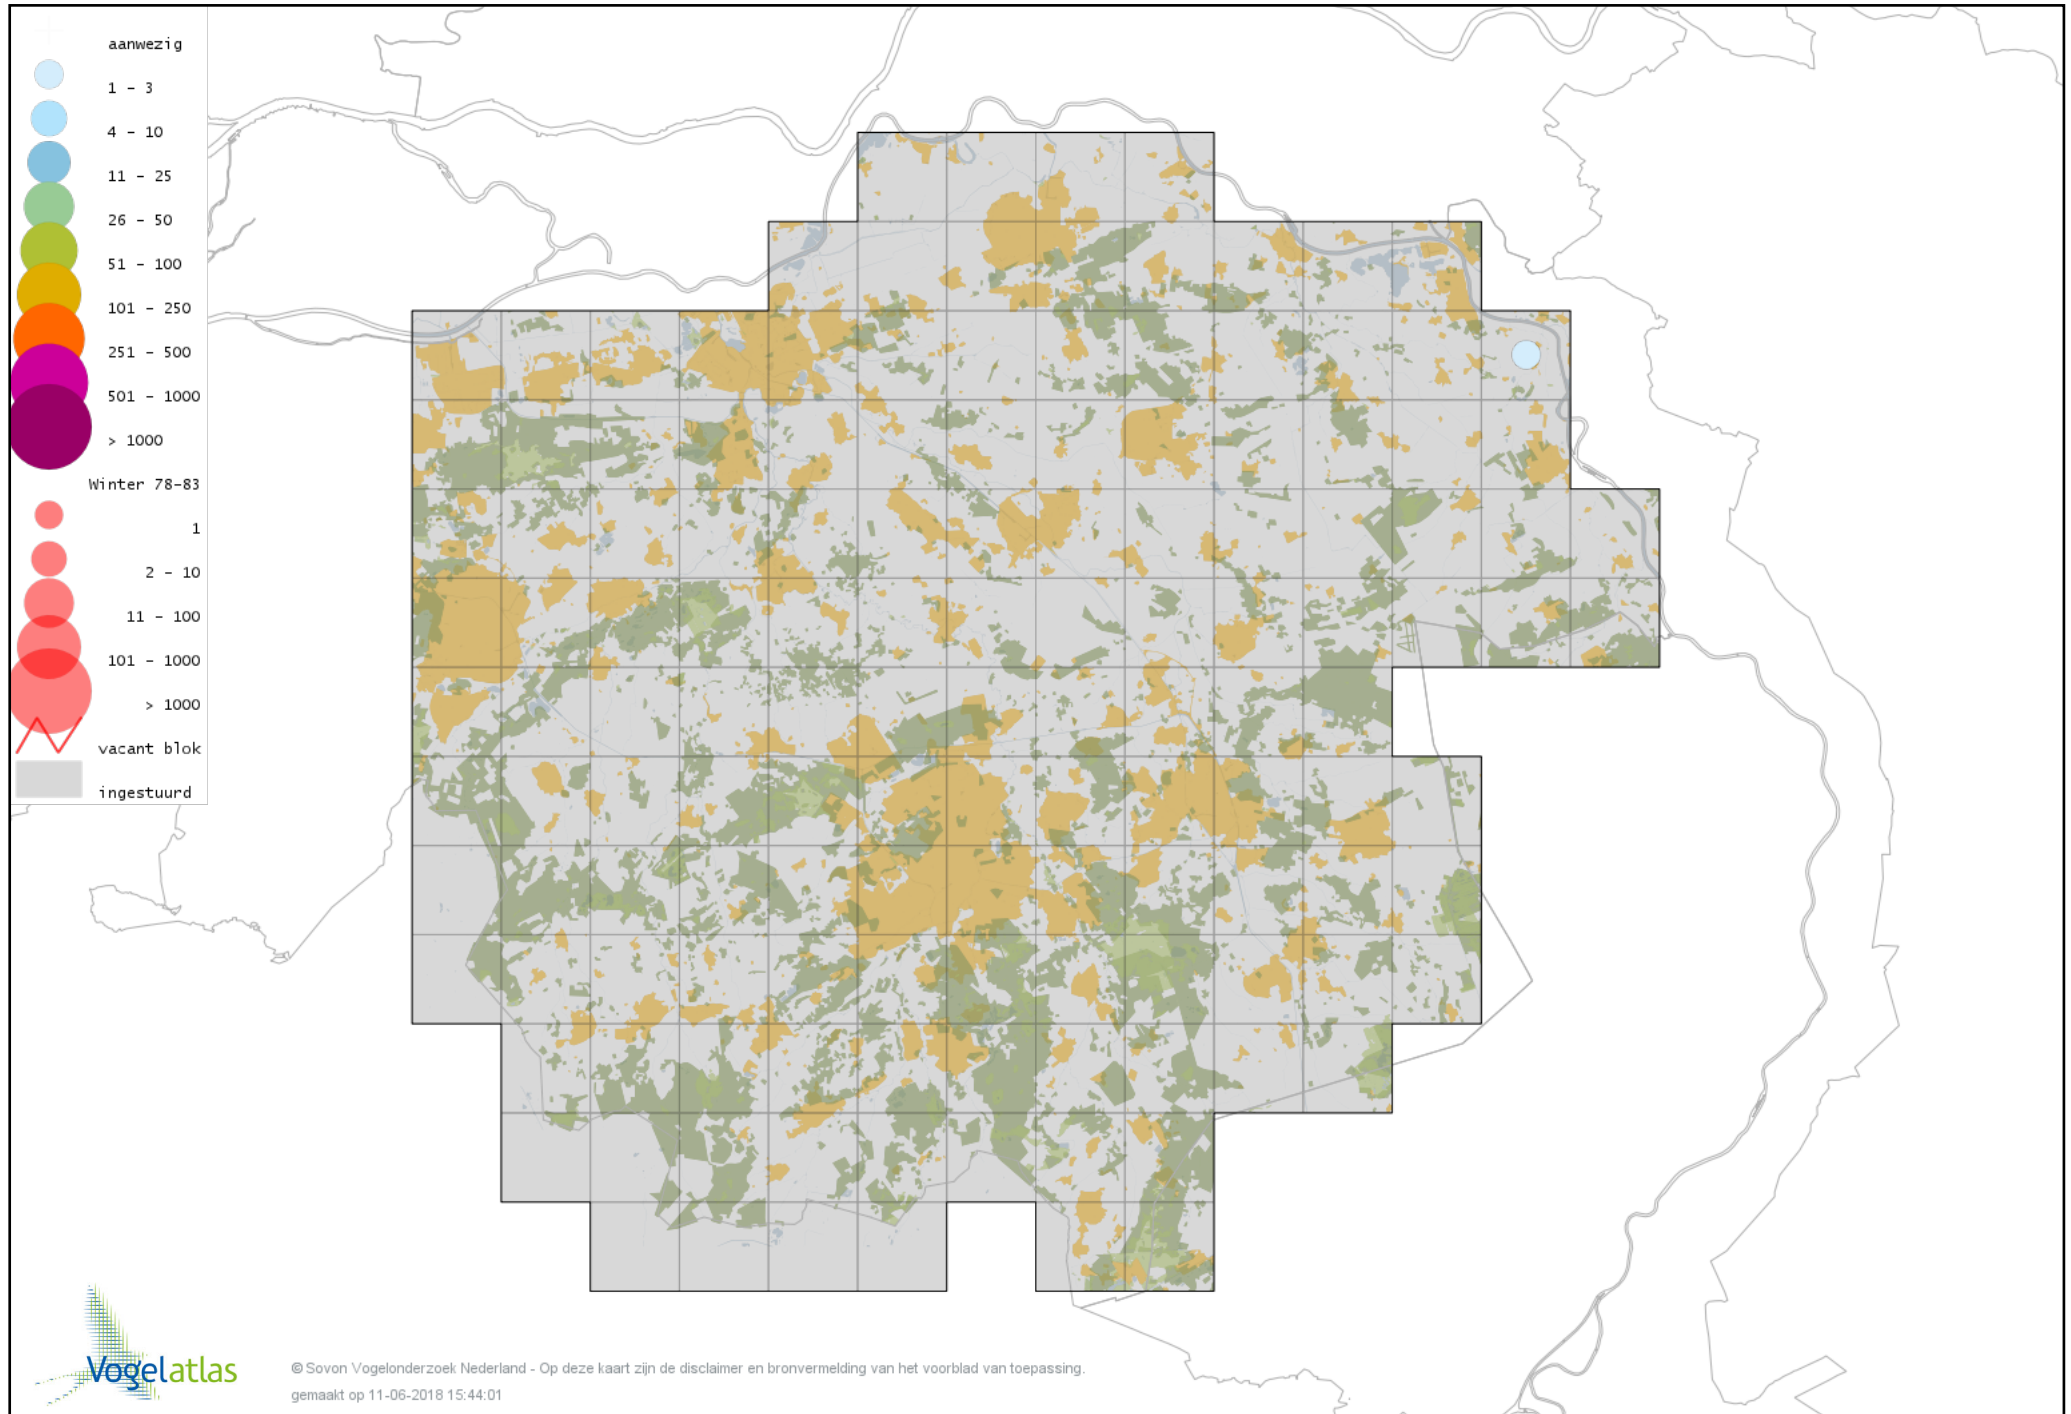 aanwezig
1 - 3
4 - 10
11 - 25
26 - 50
51 - 100
101 - 250
251 - 500
501 - 1000
> 1000
Winter 78-83
1
2 - 10
11 - 100
101 - 1000
> 1000
vacant blok
ingestuurd
Vogelatlas
© Sovon Vogelonderzoek Nederland - Op deze kaart zijn de disclaimer en bronvermelding van het voorblad van toepassing.
gemaakt op 11-06-2018 15:44:01